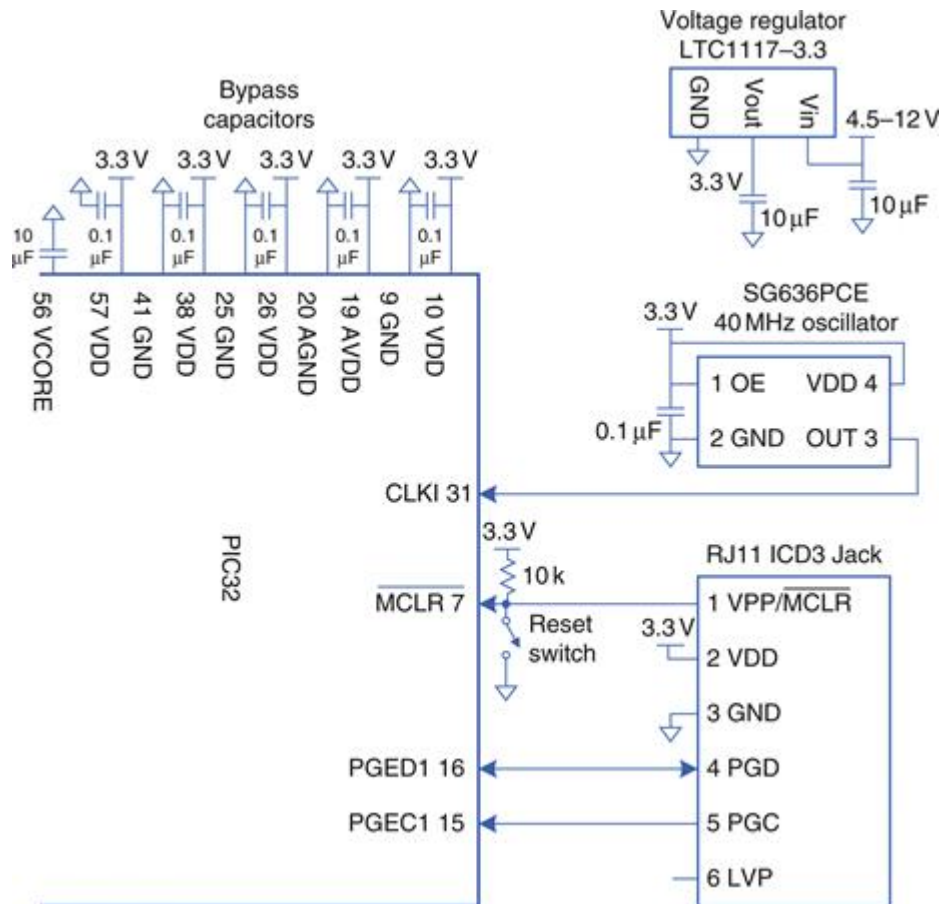 Voltage regulator
LTC1117–3.3
GND
Vout
Vin
4.5–12 V
3.3 V
10 µF
10 µF
Bypass
capacitors
3.3 V
3.3 V
3.3 V
3.3 V
3.3 V
10
µF
0.1
µF
0.1
µF
0.1
µF
0.1
µF
0.1
µF
56 VCORE
57 VDD
41 GND
38 VDD
25 GND
26 VDD
20 AGND
19 AVDD
9 GND
10 VDD
SG636PCE
40 MHz oscillator
3.3 V
1 OE
VDD 4
0.1 µF
2 GND
OUT 3
CLKI 31
PIC32
3.3 V
10 k
MCLR 7
Reset
switch
RJ11 ICD3 Jack
1 VPP/MCLR
3.3 V
2 VDD
3 GND
PGED1 16
4 PGD
PGEC1 15
5 PGC
6 LVP